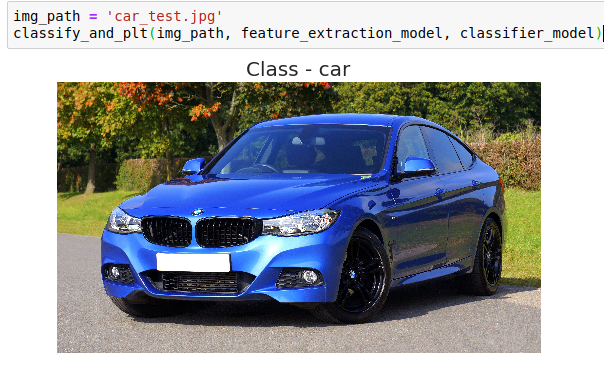 img_path = 'car_test.jpg'
classify_and_plt(img_path, feature_extraction_model, classifier_model)
Class - car